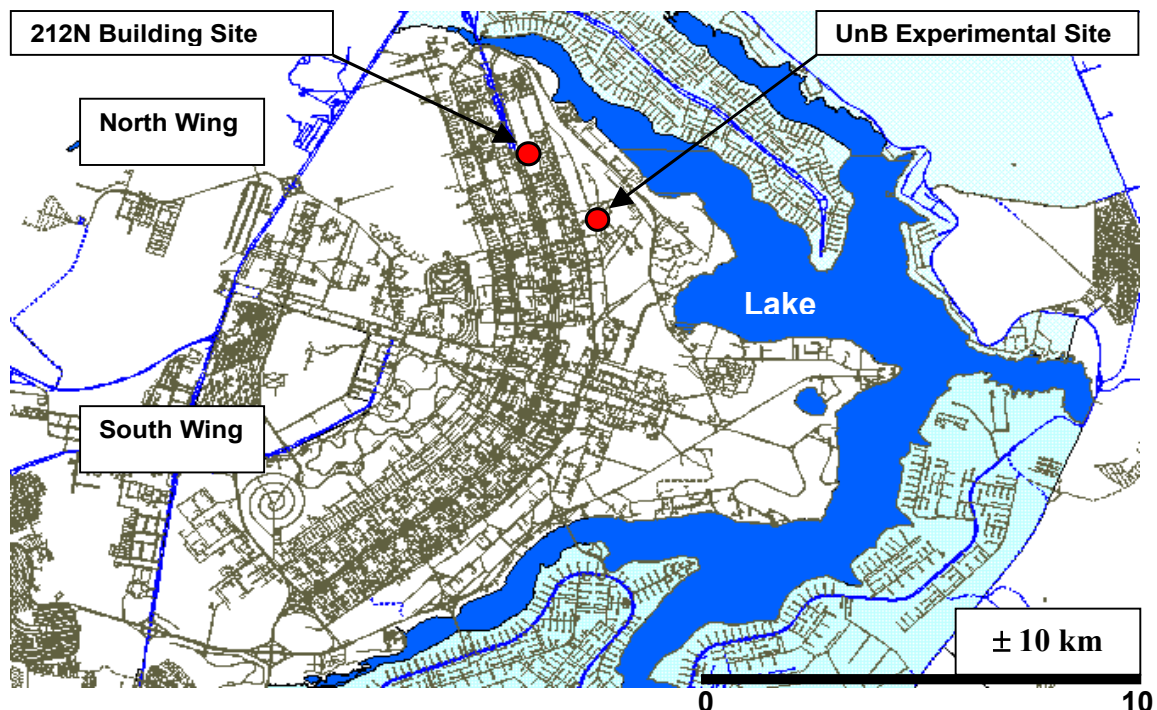 212N Building Site
UnB Experimental Site
North Wing
Lake
South Wing
± 10 km
0 10